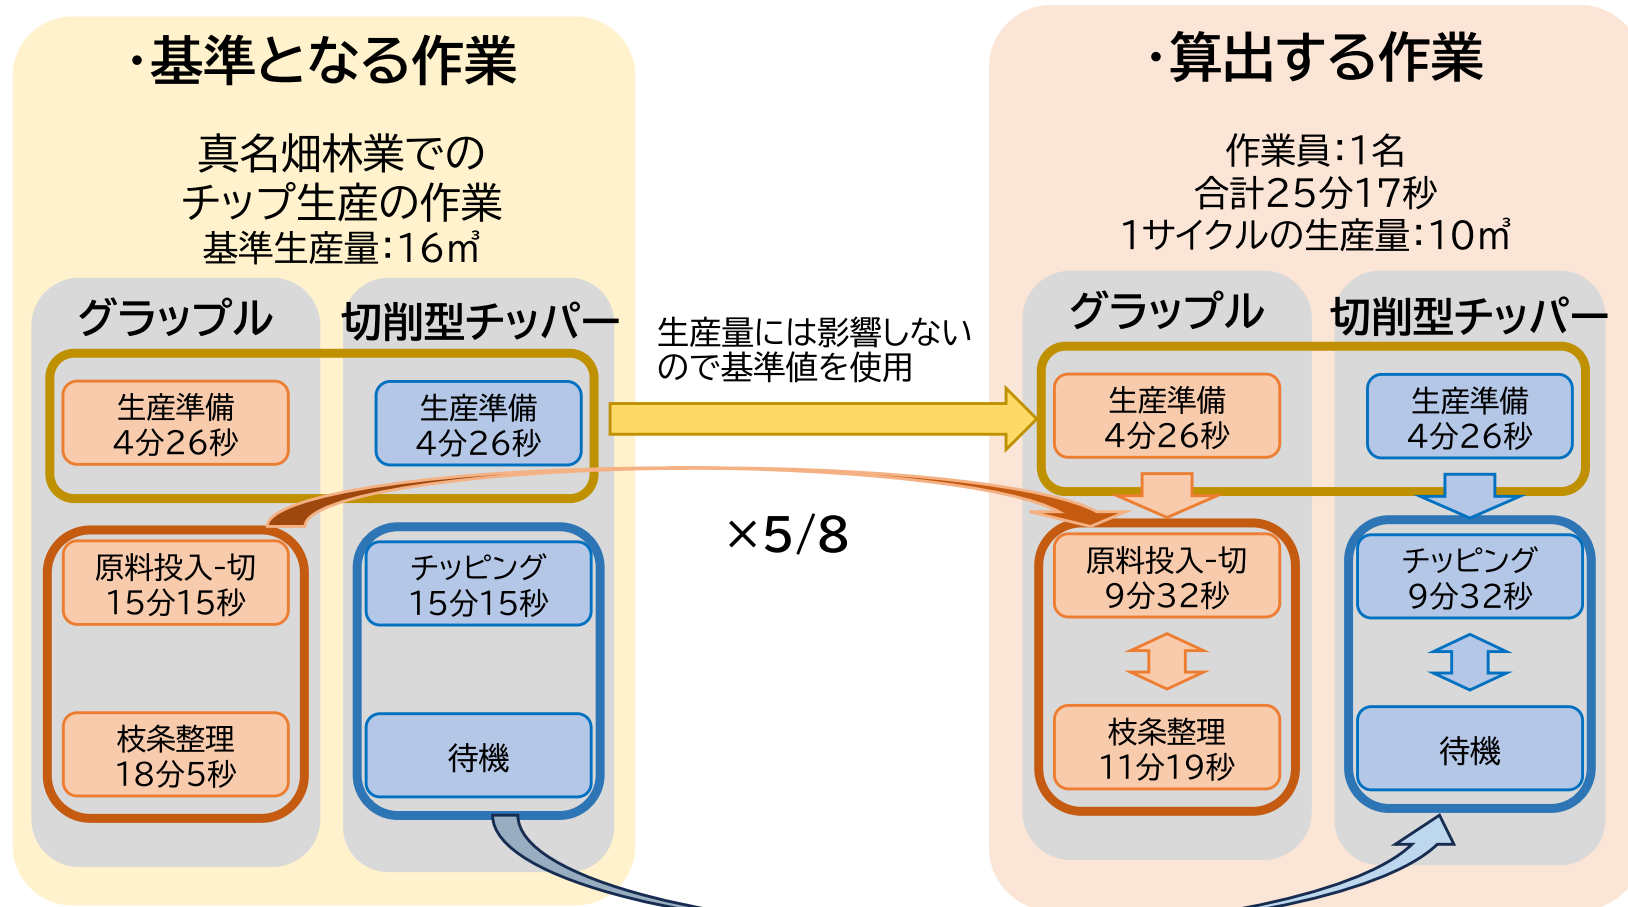 ・基準となる作業
真名畑林業での
チップ生産の作業
基準生産量：16㎥
グラップル
切削型チッパー
生産準備
4分26秒
生産準備
4分26秒
原料投入-切
15分15秒
チッピング
15分15秒
枝条整理
18分5秒
待機
生産量には影響しない
ので基準値を使用
×5/8
・算出する作業
作業員：1名
合計25分17秒
1サイクルの生産量：10㎥
グラップル
切削型チッパー
生産準備
4分26秒
生産準備
4分26秒
原料投入-切
9分32秒
チッピング
9分32秒
枝条整理
11分19秒
待機